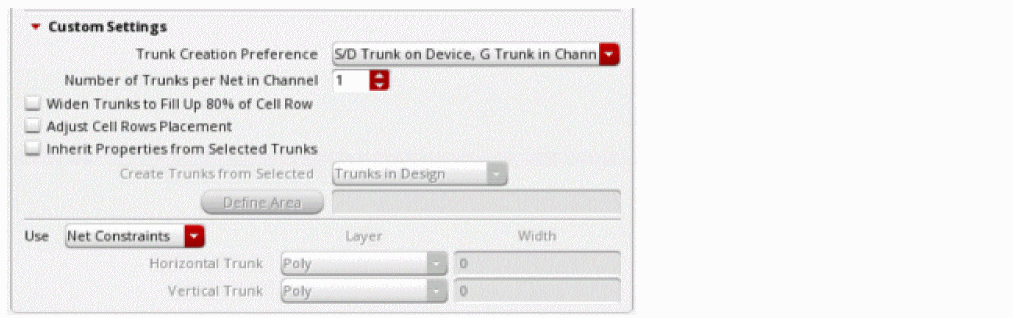 Custom Settings
Trunk Creation Preference S/D Trunk on Device, G Trunk in Chann
Number of Trunks per Net in Channel 1
Widen Trunks to Fill Up 80% of Cell Row
Adjust Cell Rows Placement
Inherit Properties from Selected Trunks
Create Trunks from Selected Trunks in Design
Define Area
Use Net Constraints Layer Width
Horizontal Trunk Poly 0
Vertical Trunk Poly 0